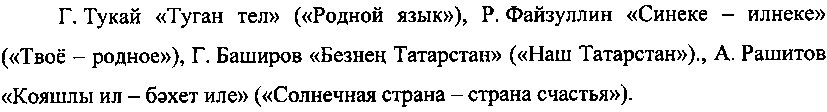 Г. Тукай «Туган тел» («Родной язык»), Р. Файзуллин «Синеке – илнеке»
(«Твоё – родное»), Г. Баширов «Безнең Татарстан» («Наш Татарстан»)., А. Рашитов
«Кояшлы ил – бәхет иле» («Солнечная страна – страна счастья»).